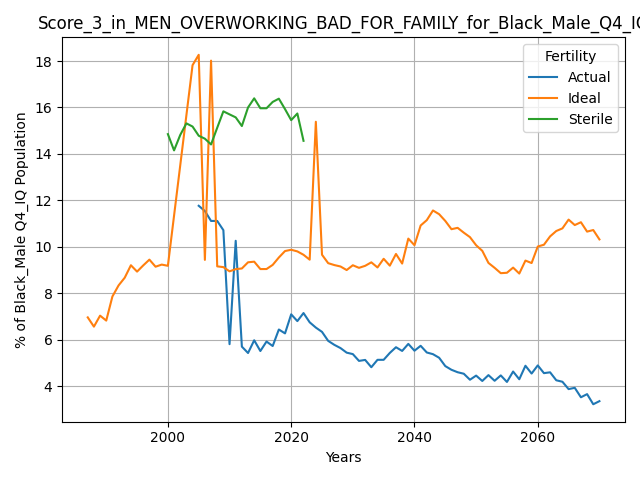 Score_3_in_MEN_OVERWORKING_BAD_FOR_FAMILY_for_Black_Male_Q4_IQ
Fertility
Actual
Ideal
Sterile
% of Black_Male Q4_IQ Population
18
16
14
12
10
8
6
4
2000
2020
2040
2060
Years